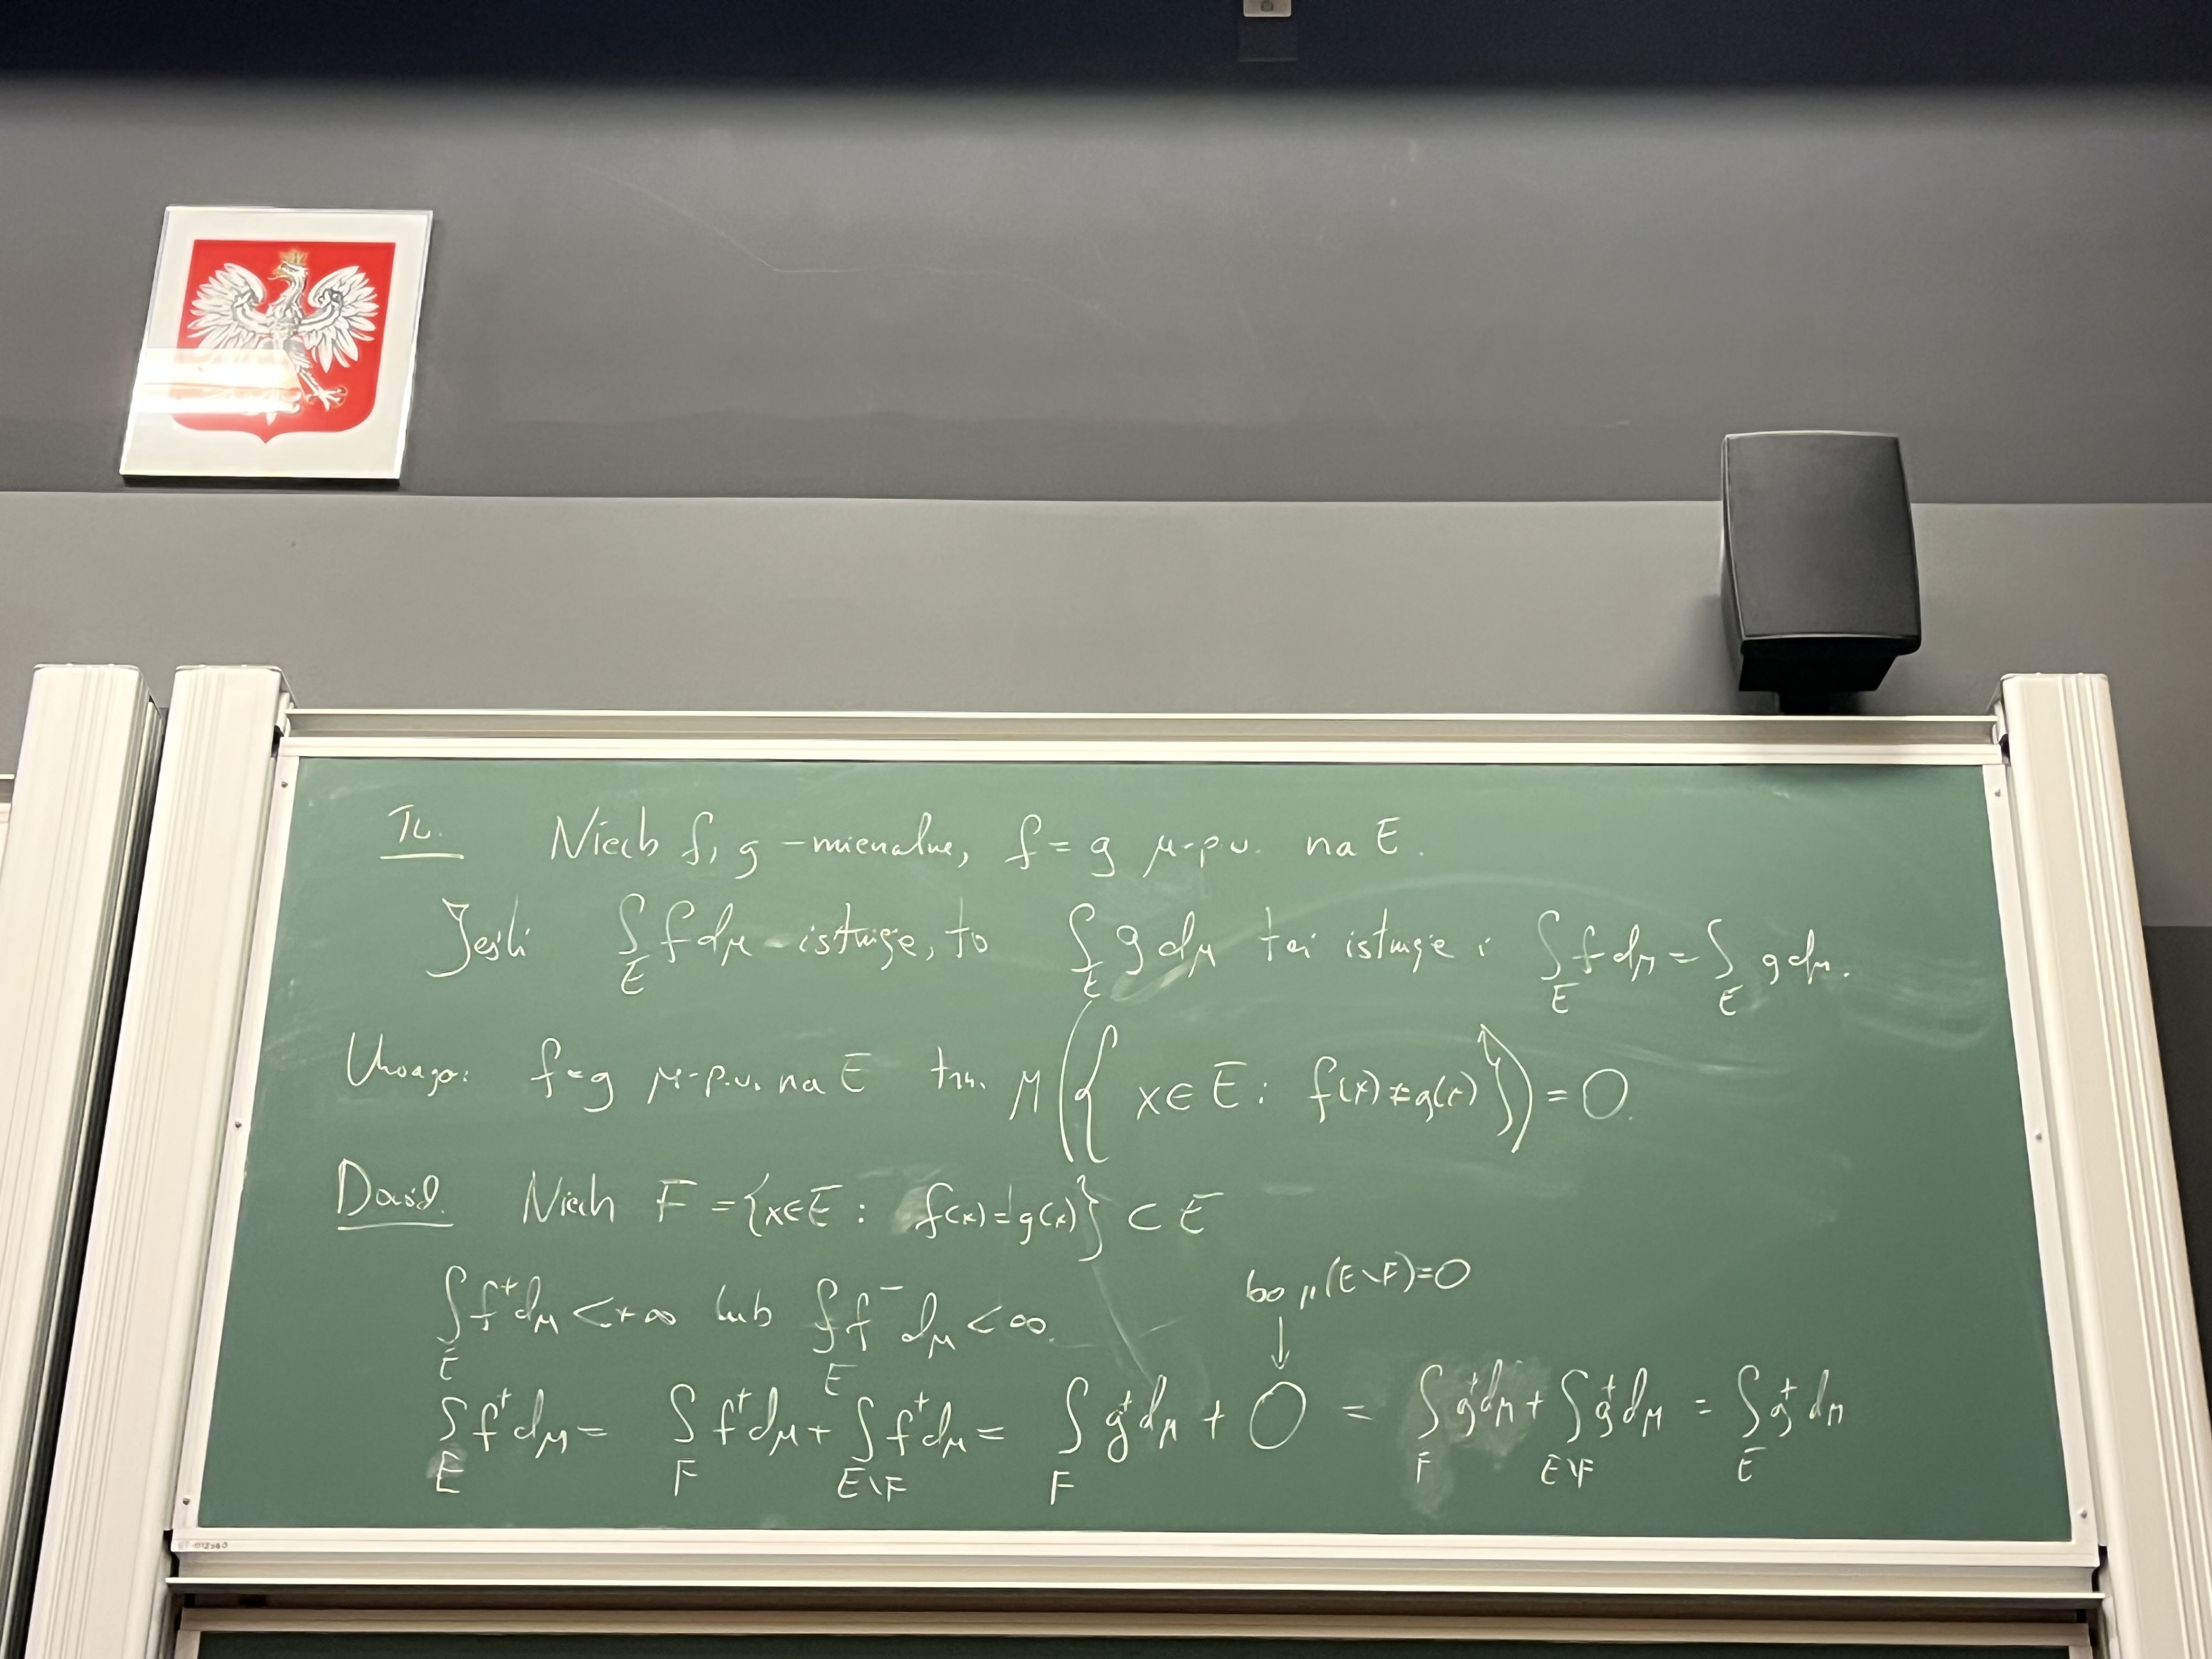 Tw. Niech f, g - mierzalne, f = g μ-p.w. na E.
Jeśli ∫_E f dμ - istnieje, to ∫_E g dμ też istnieje i ∫_E f dμ = ∫_E g dμ.
Uwaga: f=g μ-p.w. na E tzn. μ({x∈E: f(x)≠g(x)}) = 0.
Dowód. Niech F = {x∈E : f(x)=g(x)} ⊂ E
bo μ(E∖F)=0
∫_E f⁺dμ <+∞ lub ∫_E f⁻dμ < ∞.
∫_E f⁺dμ = ∫_F f⁺dμ + ∫_{E∖F} f⁺dμ = ∫_F g⁺dμ + 0 = ∫_F g⁺dμ + ∫_{E∖F} g⁺dμ = ∫_E g⁺dμ